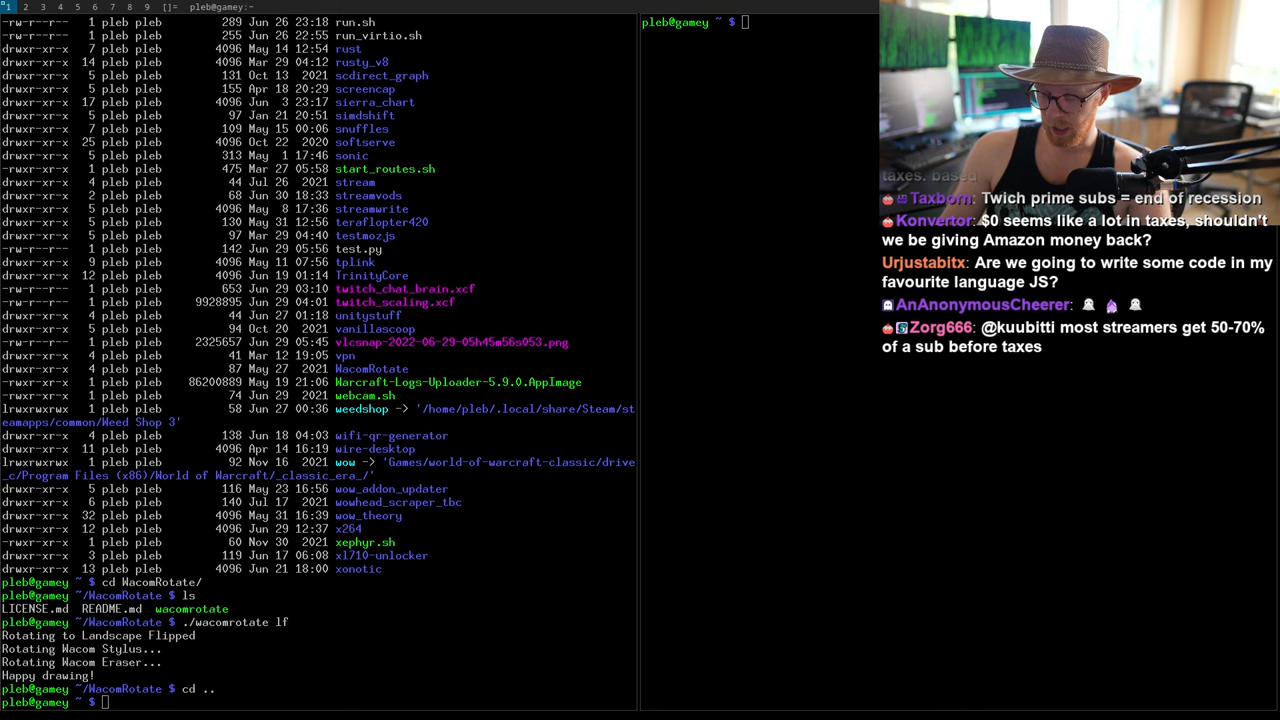 1 2 3 4 5 6 7 8 9 []= pleb@gamey:~
-rw-r--r-- 1 pleb pleb 289 Jun 26 23:18 run.sh
-rw-r--r-- 1 pleb pleb 255 Jun 26 22:55 run_virtio.sh
drwxr-xr-x 7 pleb pleb 4096 May 14 12:54 rust
drwxr-xr-x 14 pleb pleb 4096 Mar 29 04:12 rusty_v8
drwxr-xr-x 5 pleb pleb 131 Oct 13 2021 scdirect_graph
drwxr-xr-x 5 pleb pleb 155 Apr 18 20:29 screencap
drwxr-xr-x 17 pleb pleb 4096 Jun 3 23:17 sierra_chart
drwxr-xr-x 5 pleb pleb 97 Jan 21 20:51 simdshift
drwxr-xr-x 7 pleb pleb 109 May 15 00:06 snuffles
drwxr-xr-x 25 pleb pleb 4096 Oct 22 2020 softserve
drwxr-xr-x 5 pleb pleb 313 May 1 17:46 sonic
-rwxr-xr-x 1 pleb pleb 475 Mar 27 05:58 start_routes.sh
drwxr-xr-x 4 pleb pleb 44 Jul 26 2021 stream
drwxr-xr-x 2 pleb pleb 68 Jun 30 18:33 streamvods
drwxr-xr-x 5 pleb pleb 4096 May 8 17:36 streamwrite
drwxr-xr-x 5 pleb pleb 130 May 31 12:56 teraflopter420
drwxr-xr-x 5 pleb pleb 97 Mar 29 04:40 testmozjs
-rw-r--r-- 1 pleb pleb 142 Jun 29 05:56 test.py
drwxr-xr-x 9 pleb pleb 4096 May 11 07:56 tplink
drwxr-xr-x 12 pleb pleb 4096 Jun 19 01:14 TrinityCore
-rw-r--r-- 1 pleb pleb 653 Jun 29 03:10 twitch_chat_brain.xcf
-rw-r--r-- 1 pleb pleb 9928895 Jun 29 04:01 twitch_scaling.xcf
drwxr-xr-x 4 pleb pleb 44 Jun 27 01:18 unitystuff
drwxr-xr-x 5 pleb pleb 94 Oct 20 2021 vanillascoop
-rw-r--r-- 1 pleb pleb 2325657 Jun 29 05:45 vlcsnap-2022-06-29-05h45m56s053.png
drwxr-xr-x 4 pleb pleb 41 Mar 12 19:05 vpn
drwxr-xr-x 4 pleb pleb 87 May 27 2021 WacomRotate
-rwxr-xr-x 1 pleb pleb 86200889 May 19 21:06 Warcraft-Logs-Uploader-5.9.0.AppImage
-rwxr-xr-x 1 pleb pleb 74 Jun 29 2021 webcam.sh
lrwxrwxrwx 1 pleb pleb 58 Jun 27 00:36 weedshop -> '/home/pleb/.local/share/Steam/st
eamapps/common/Weed Shop 3'
drwxr-xr-x 4 pleb pleb 138 Jun 18 04:03 wifi-qr-generator
drwxr-xr-x 11 pleb pleb 4096 Apr 14 16:19 wire-desktop
lrwxrwxrwx 1 pleb pleb 92 Nov 16 2021 wow -> 'Games/world-of-warcraft-classic/drive
_c/Program Files (x86)/World of Warcraft/_classic_era_/'
drwxr-xr-x 5 pleb pleb 116 May 23 16:56 wow_addon_updater
drwxr-xr-x 6 pleb pleb 140 Jul 17 2021 wowhead_scraper_tbc
drwxr-xr-x 32 pleb pleb 4096 May 31 16:39 wow_theory
drwxr-xr-x 12 pleb pleb 4096 Jun 29 12:37 x264
-rwxr-xr-x 1 pleb pleb 60 Nov 30 2021 xephyr.sh
drwxr-xr-x 3 pleb pleb 119 Jun 17 06:08 xl710-unlocker
drwxr-xr-x 13 pleb pleb 4096 Jun 21 18:00 xonotic
pleb@gamey ~ $ cd WacomRotate/
pleb@gamey ~/WacomRotate $ ls
LICENSE.md README.md wacomrotate
pleb@gamey ~/WacomRotate $ ./wacomrotate lf
Rotating to Landscape Flipped
Rotating Wacom Stylus...
Rotating Wacom Eraser...
Happy drawing!
pleb@gamey ~/WacomRotate $ cd ..
pleb@gamey ~ $
pleb@gamey ~ $
taxes. based
Taxborn: Twich prime subs = end of recession
Konvertor: $0 seems like a lot in taxes, shouldn't
we be giving Amazon money back?
Urjustabitx: Are we going to write some code in my
favourite language JS?
AnAnonymousCheerer:
Zorg666: @kuubitti most streamers get 50-70%
of a sub before taxes